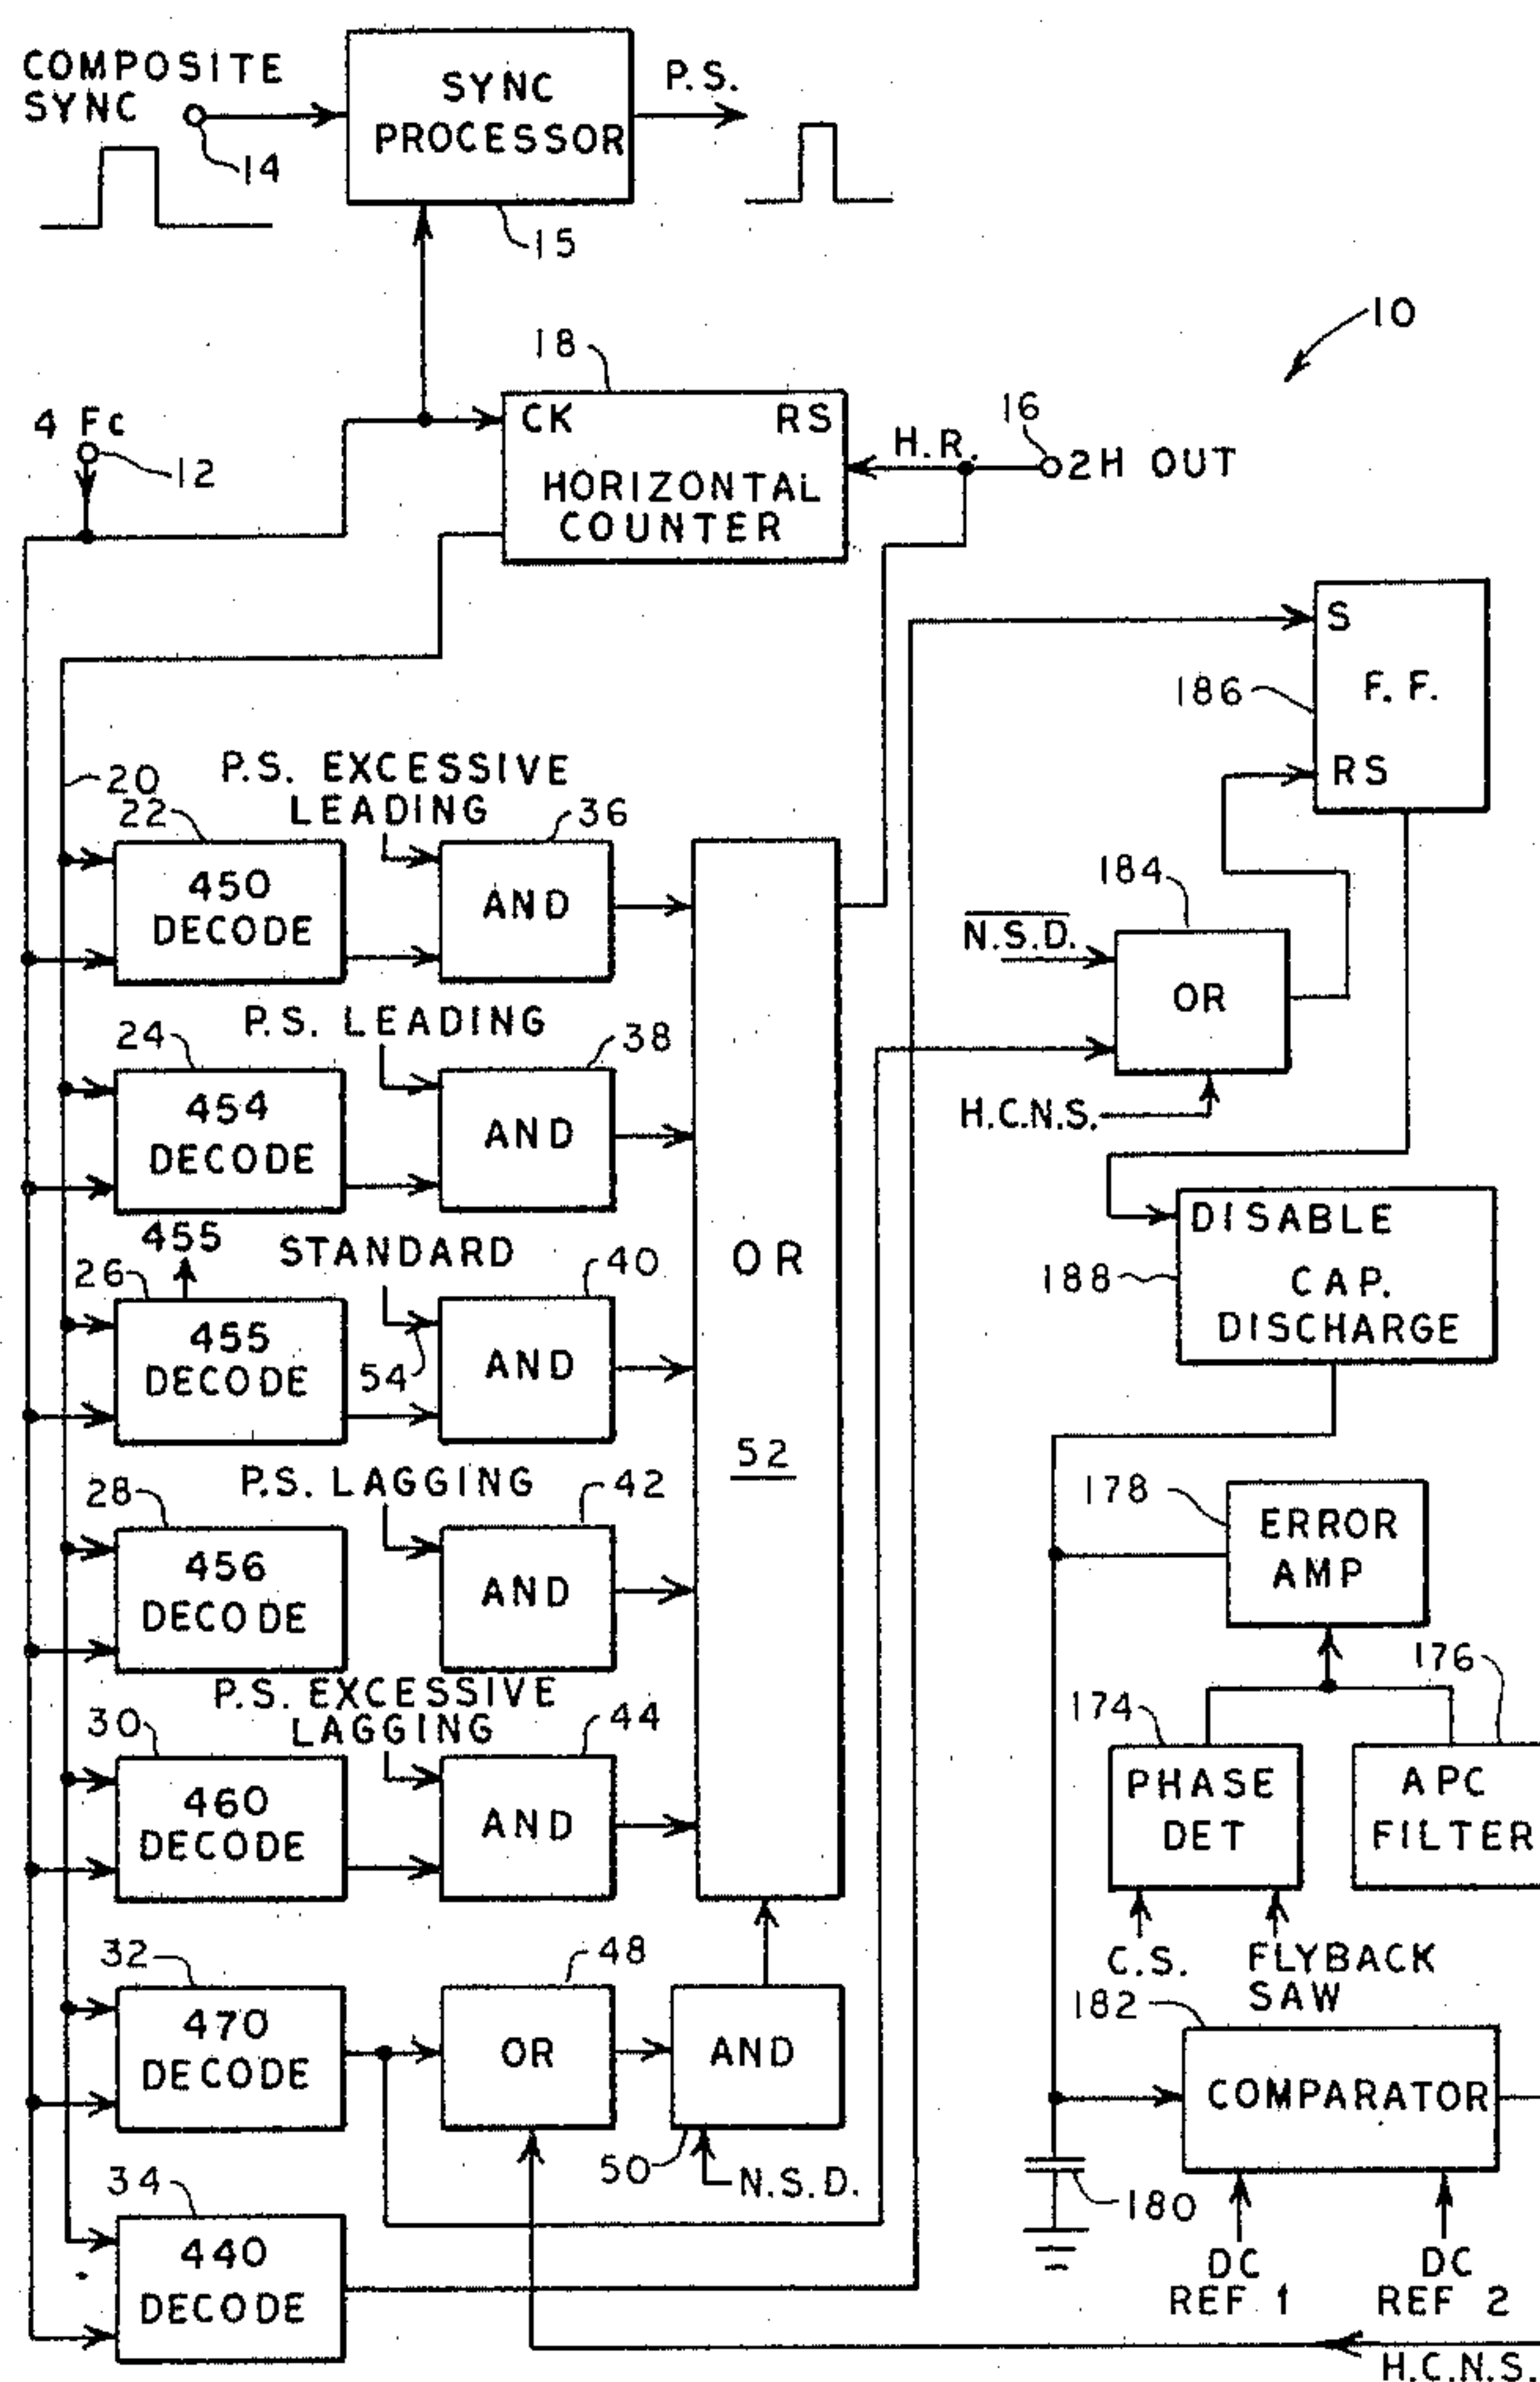 COMPOSITE
SYNC
14
SYNC
PROCESSOR
P.S.
15
10
18
4 Fc
12
CK
RS
HORIZONTAL
COUNTER
H.R.
16
2H OUT
S
F.F.
RS
186
20
P.S. EXCESSIVE
LEADING
22
450
DECODE
36
AND
184
N.S.D.
OR
H.C.N.S.
P.S. LEADING
24
454
DECODE
38
AND
455
STANDARD
26
455
DECODE
54
40
AND
OR
52
DISABLE
CAP.
DISCHARGE
188
P.S. LAGGING
28
456
DECODE
42
AND
178
ERROR
AMP
P.S. EXCESSIVE
LAGGING
30
460
DECODE
44
AND
174
PHASE
DET
176
APC
FILTER
C.S.
FLYBACK
SAW
32
470
DECODE
48
OR
AND
50
N.S.D.
182
COMPARATOR
180
DC
REF 1
DC
REF 2
34
440
DECODE
H.C.N.S.